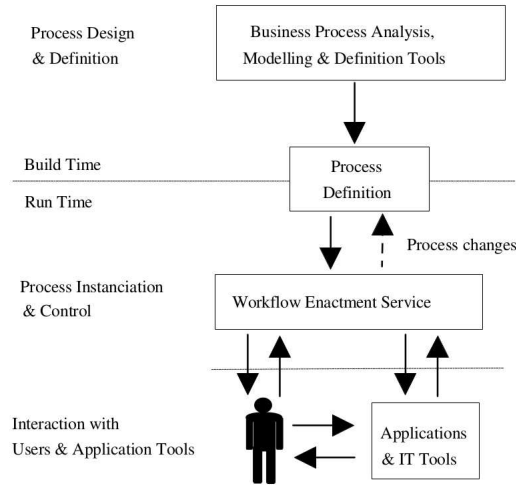 Process Design
& Definition
Business Process Analysis,
Modelling & Definition Tools
Build Time
Process
Definition
Run Time
Process changes
Process Instanciation
& Control
Workflow Enactment Service
Interaction with
Users & Application Tools
Applications
& IT Tools